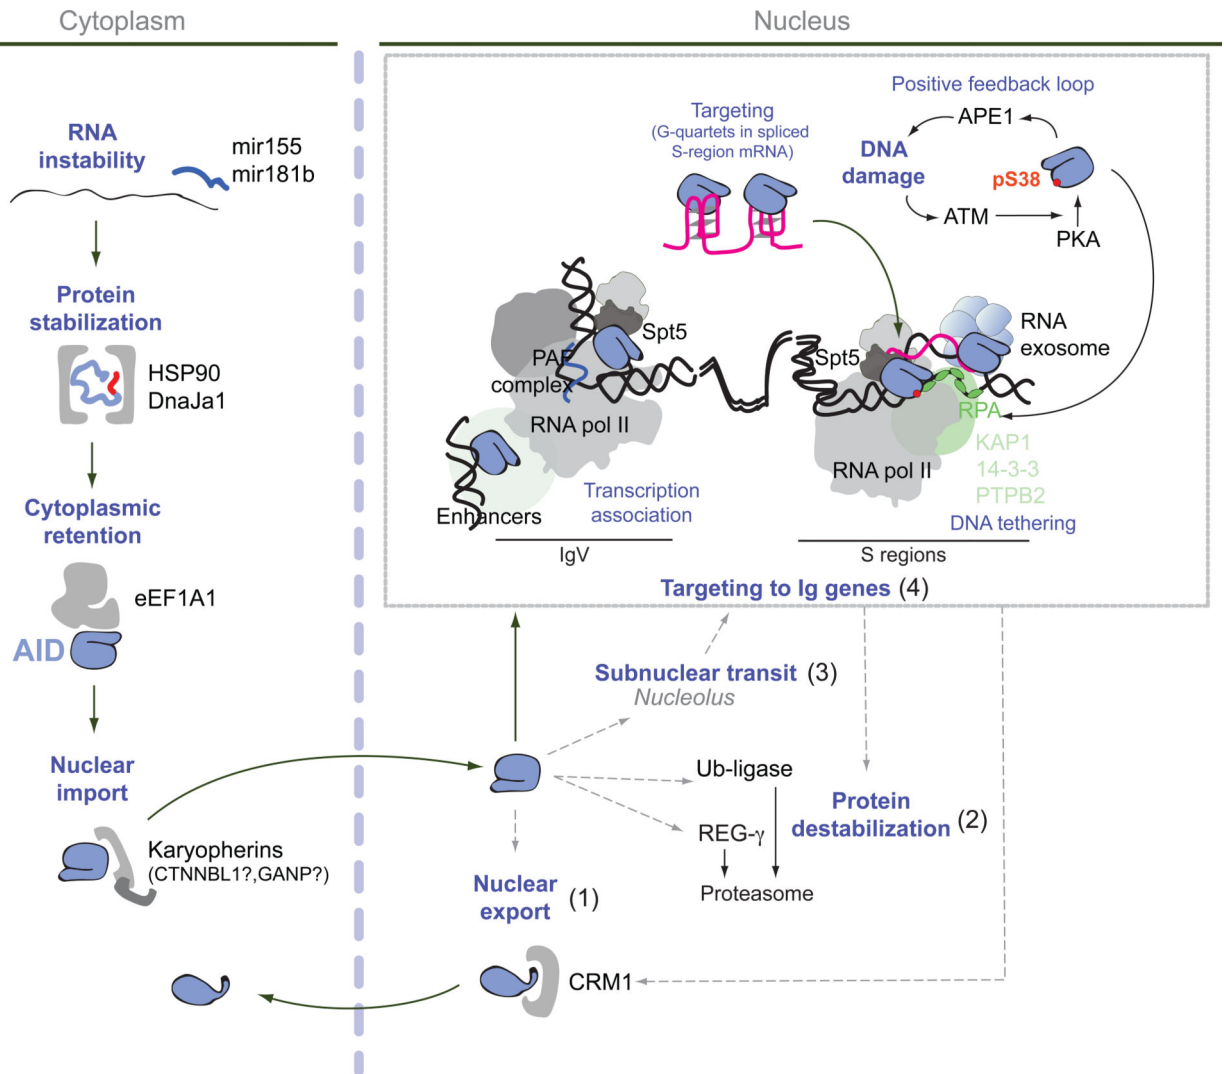 Cytoplasm
Nucleus
RNA
instability
mir155
mir181b
Protein
stabilization
HSP90
DnaJa1
Cytoplasmic
retention
eEF1A1
AID
Nuclear
import
Karyopherins
(CTNNBL1?,GANP?)
Targeting
(G-quartets in spliced
S-region mRNA)
Positive feedback loop
APE1
DNA
damage
pS38
ATM
PKA
Spt5
PAF
complex
RNA pol II
Enhancers
Transcription
association
IgV
Spt5
RNA
exosome
RPA
KAP1
14-3-3
PTPB2
RNA pol II
DNA tethering
S regions
Targeting to Ig genes (4)
Subnuclear transit (3)
Nucleolus
Ub-ligase
REG-γ
Proteasome
Protein
destabilization (2)
Nuclear
export (1)
CRM1